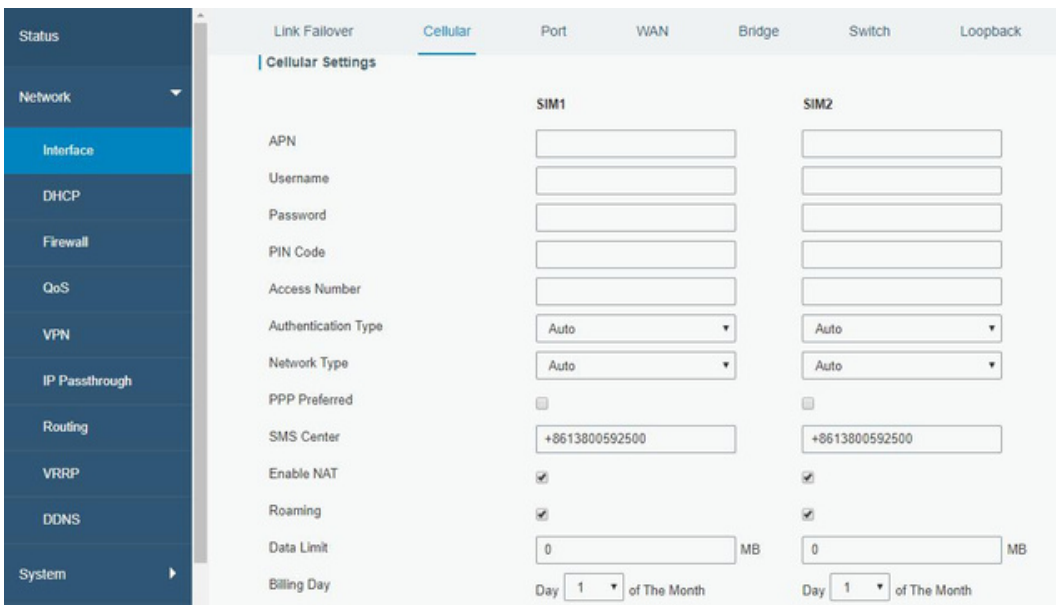 Status
Network
Interface
DHCP
Firewall
QoS
VPN
IP Passthrough
Routing
VRRP
DDNS
System
Link Failover Cellular Port WAN Bridge Switch Loopback
Cellular Settings
SIM1 SIM2
APN
Username
Password
PIN Code
Access Number
Authentication Type Auto Auto
Network Type Auto Auto
PPP Preferred
SMS Center +8613800592500 +8613800592500
Enable NAT
Roaming
Data Limit 0 MB 0 MB
Billing Day Day 1 of The Month Day 1 of The Month